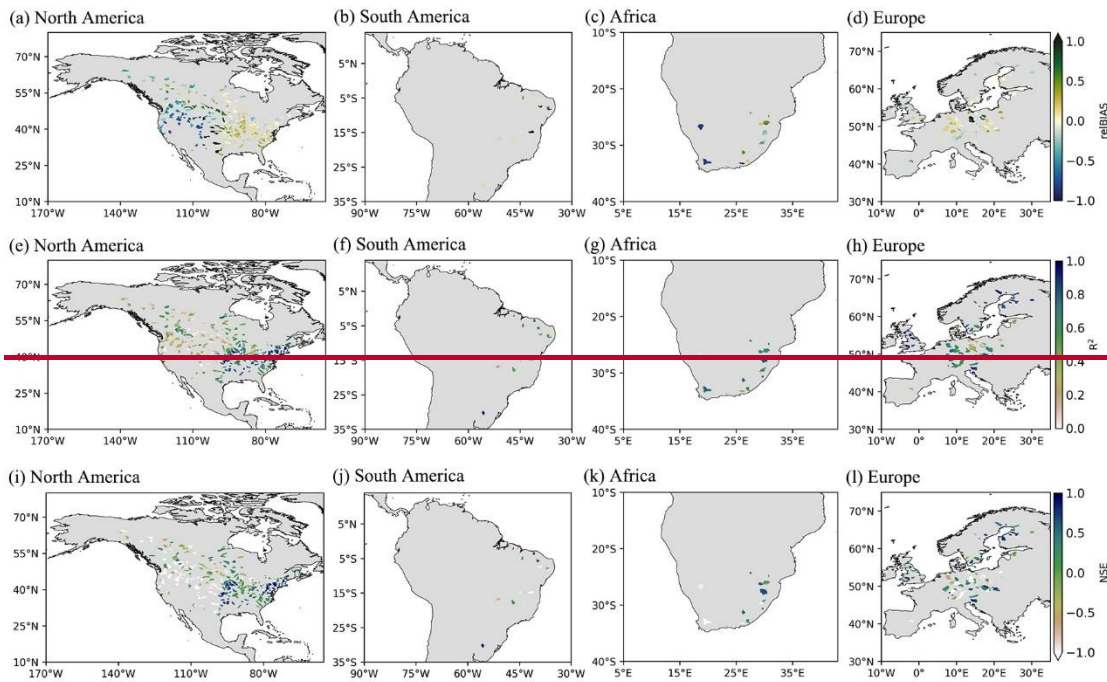 (a) North America (b) South America (c) Africa (d) Europe
70°N 5°N 10°S 70°N 1.0
55°N 5°S 20°S 60°N 0.5
40°N 15°S 50°N 0.0 relBIAS
25°N 25°S 30°S 40°N −0.5
10°N 35°S 40°S 30°N −1.0
170°W 140°W 110°W 80°W 90°W 75°W 60°W 45°W 30°W 5°E 15°E 25°E 33°E 10°W 0° 10°E 20°E 30°E
(e) North America (f) South America (g) Africa (h) Europe
70°N 5°N 10°S 70°N 1.0
55°N 5°S 20°S 60°N 0.8
0.6
40°N 15°S 50°N R²
0.4
25°N 25°S 30°S 40°N 0.2
10°N 35°S 40°S 30°N 0.0
170°W 140°W 110°W 80°W 90°W 75°W 60°W 45°W 30°W 5°E 15°E 25°E 33°E 10°W 0° 10°E 20°E 30°E
(i) North America (j) South America (k) Africa (l) Europe
70°N 5°N 10°S 70°N 1.0
55°N 5°S 20°S 60°N 0.5
40°N 15°S 50°N 0.0 NSE
25°N 25°S 30°S 40°N −0.5
10°N 35°S 40°S 30°N −1.0
170°W 140°W 110°W 80°W 90°W 75°W 60°W 45°W 30°W 5°E 15°E 25°E 33°E 10°W 0° 10°E 20°E 30°E